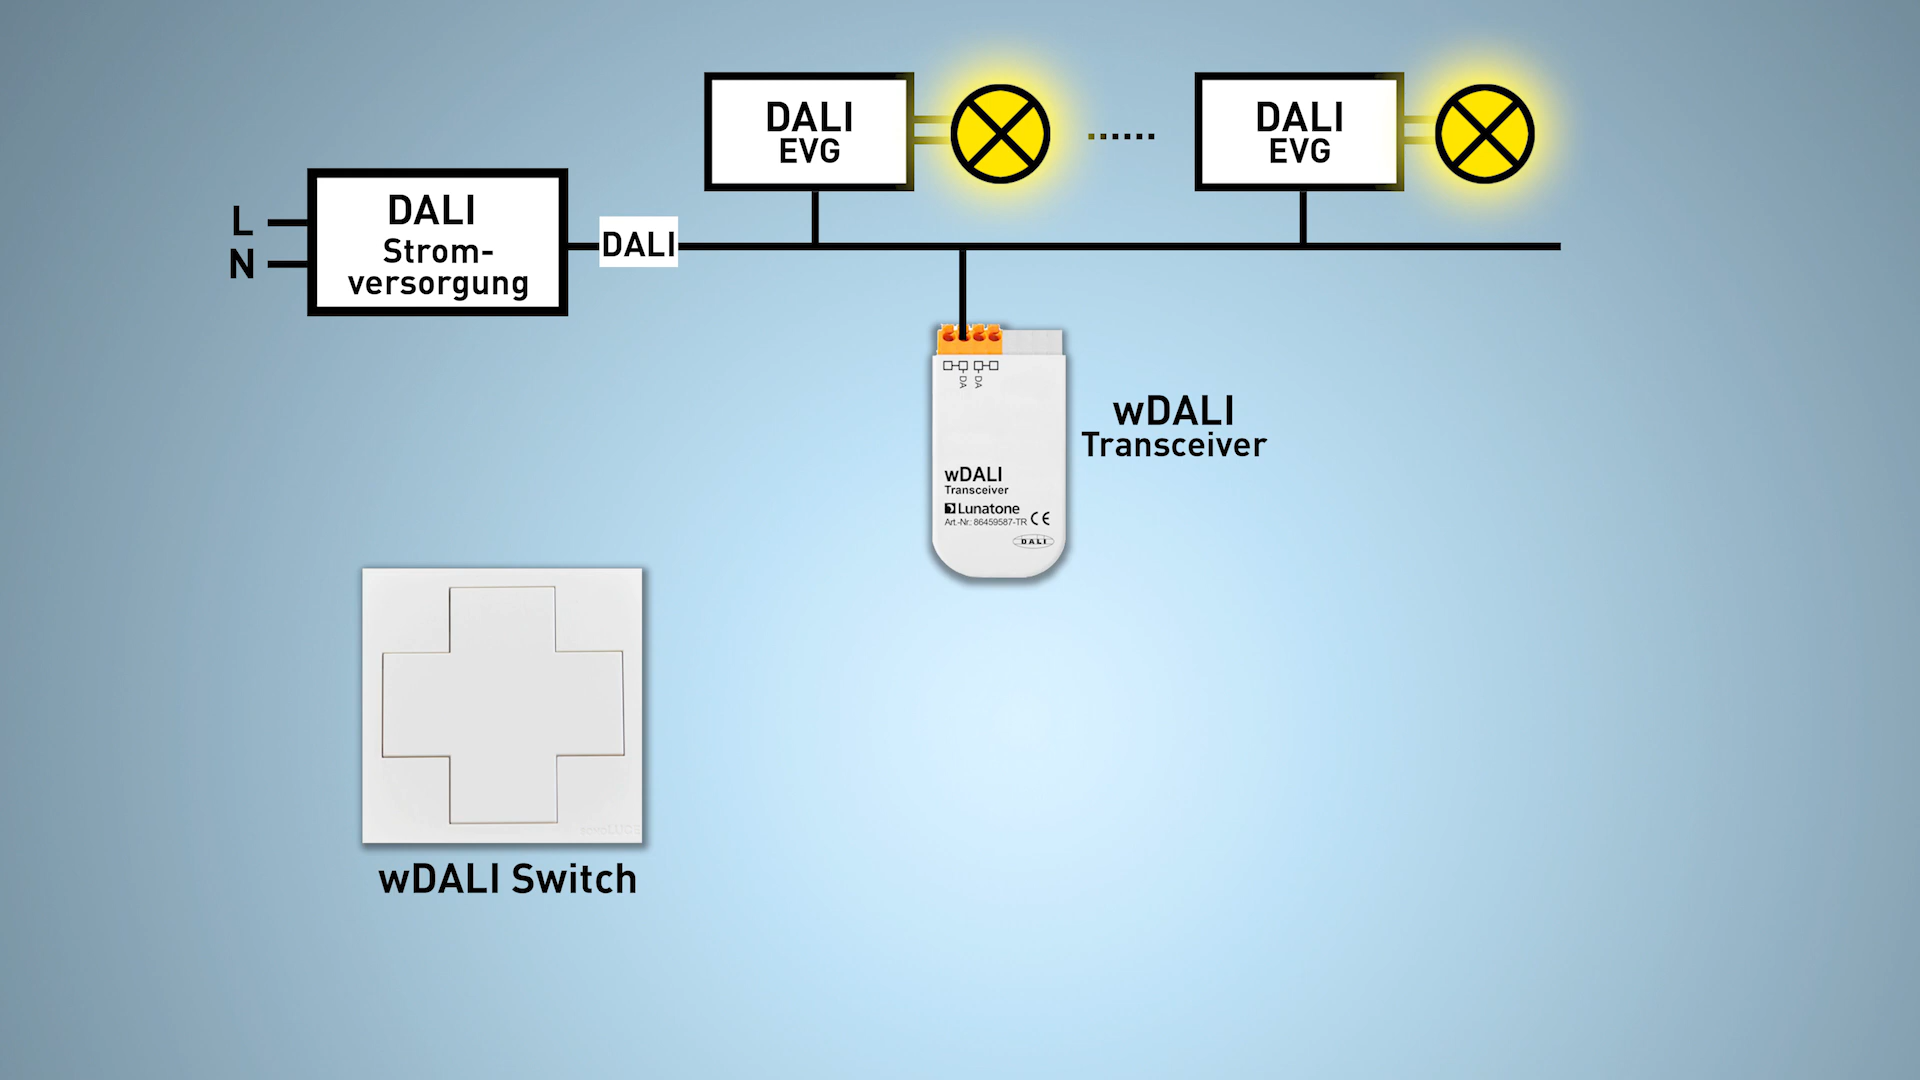 DALI
EVG
DALI
EVG
L
N
DALI
Strom-
versorgung
DALI
DA DA
wDALI
Transceiver
wDALI
Transceiver
Lunatone
Art.-Nr.: 86459587-TR CE
DALI
wDALI Switch